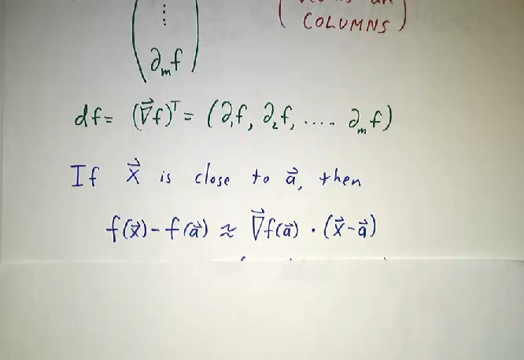 ⋮
∂ₘf
COLUMNS
df = (∇⃗f)ᵀ = (∂₁f, ∂₂f, .... ∂ₘf)
If x⃗ is close to a⃗, then
f(x⃗) - f(a⃗) ≈ ∇⃗f(a⃗) · (x⃗-a⃗)